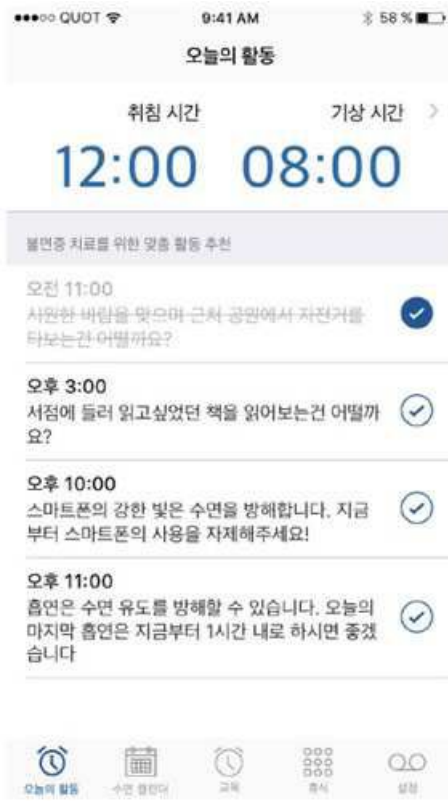 QUOT 9:41 AM 58 %
오늘의 활동
취침 시간 기상 시간
12:00 08:00
불면증 치료를 위한 맞춤 활동 추천
오전 11:00
시원한 바람을 맞으며 근처 공원에서 자전거를
타보는건 어떨까요?
오후 3:00
서점에 들러 읽고싶었던 책을 읽어보는건 어떨까
요?
오후 10:00
스마트폰의 강한 빛은 수면을 방해합니다. 지금
부터 스마트폰의 사용을 자제해주세요!
오후 11:00
흡연은 수면 유도를 방해할 수 있습니다. 오늘의
마지막 흡연은 지금부터 1시간 내로 하시면 좋겠
습니다
오늘의 활동 수면 캘린더 교육 휴식 설정